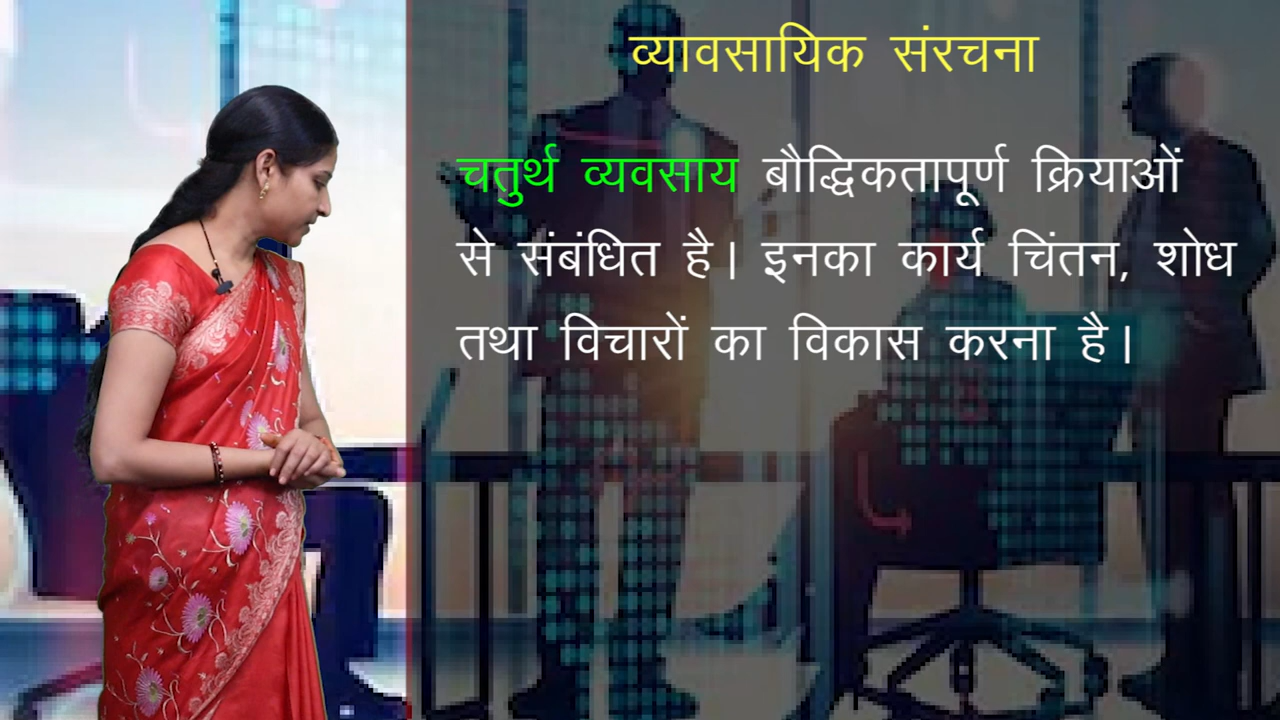 व्यावसायिक संरचना
चतुर्थ व्यवसाय बौद्धिकतापूर्ण क्रियाओं
से संबंधित है। इनका कार्य चिंतन, शोध
तथा विचारों का विकास करना है।